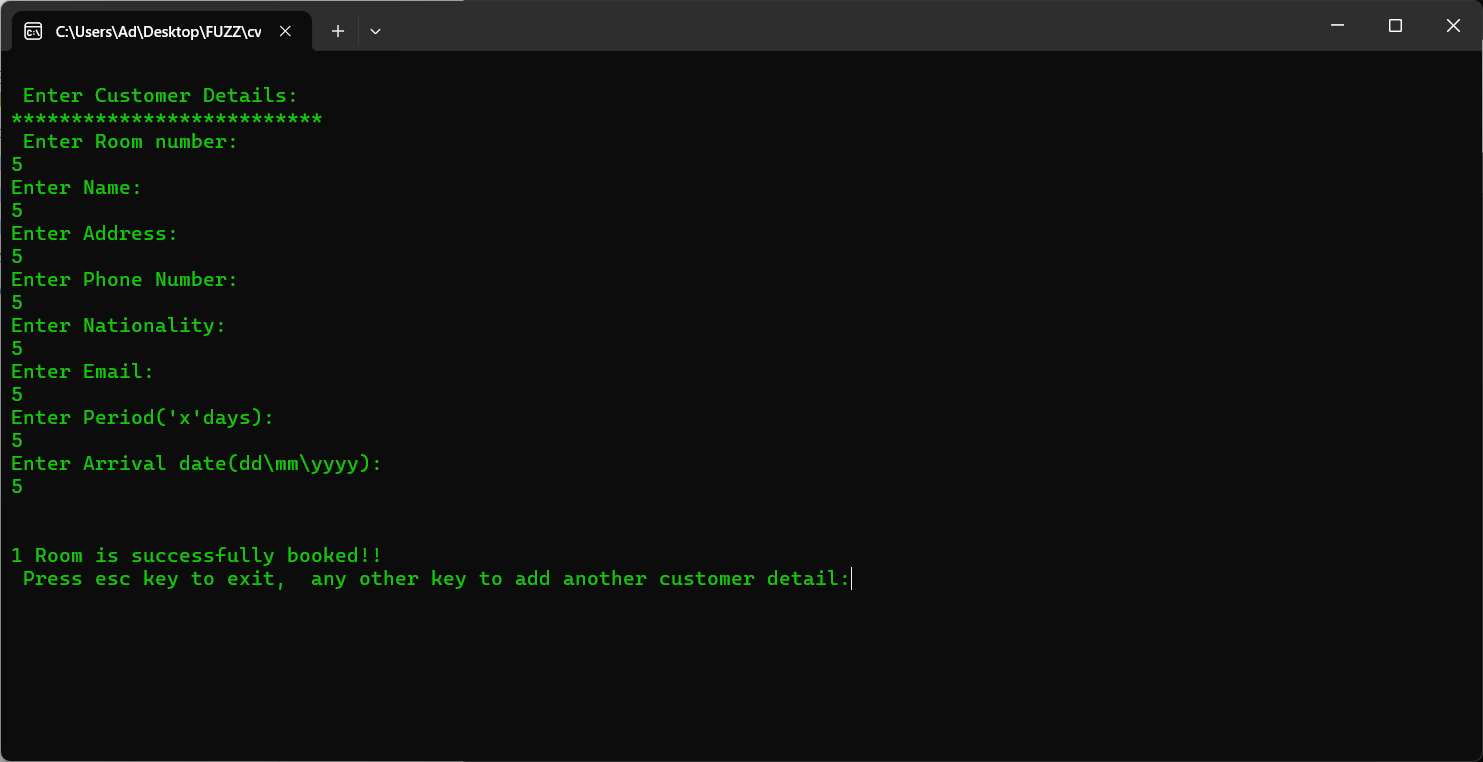 C:\Users\Ad\Desktop\FUZZ\cv
Enter Customer Details:
**************************
Enter Room number:
5
Enter Name:
5
Enter Address:
5
Enter Phone Number:
5
Enter Nationality:
5
Enter Email:
5
Enter Period('x'days):
5
Enter Arrival date(dd\mm\yyyy):
5
1 Room is successfully booked!!
Press esc key to exit,  any other key to add another customer detail: